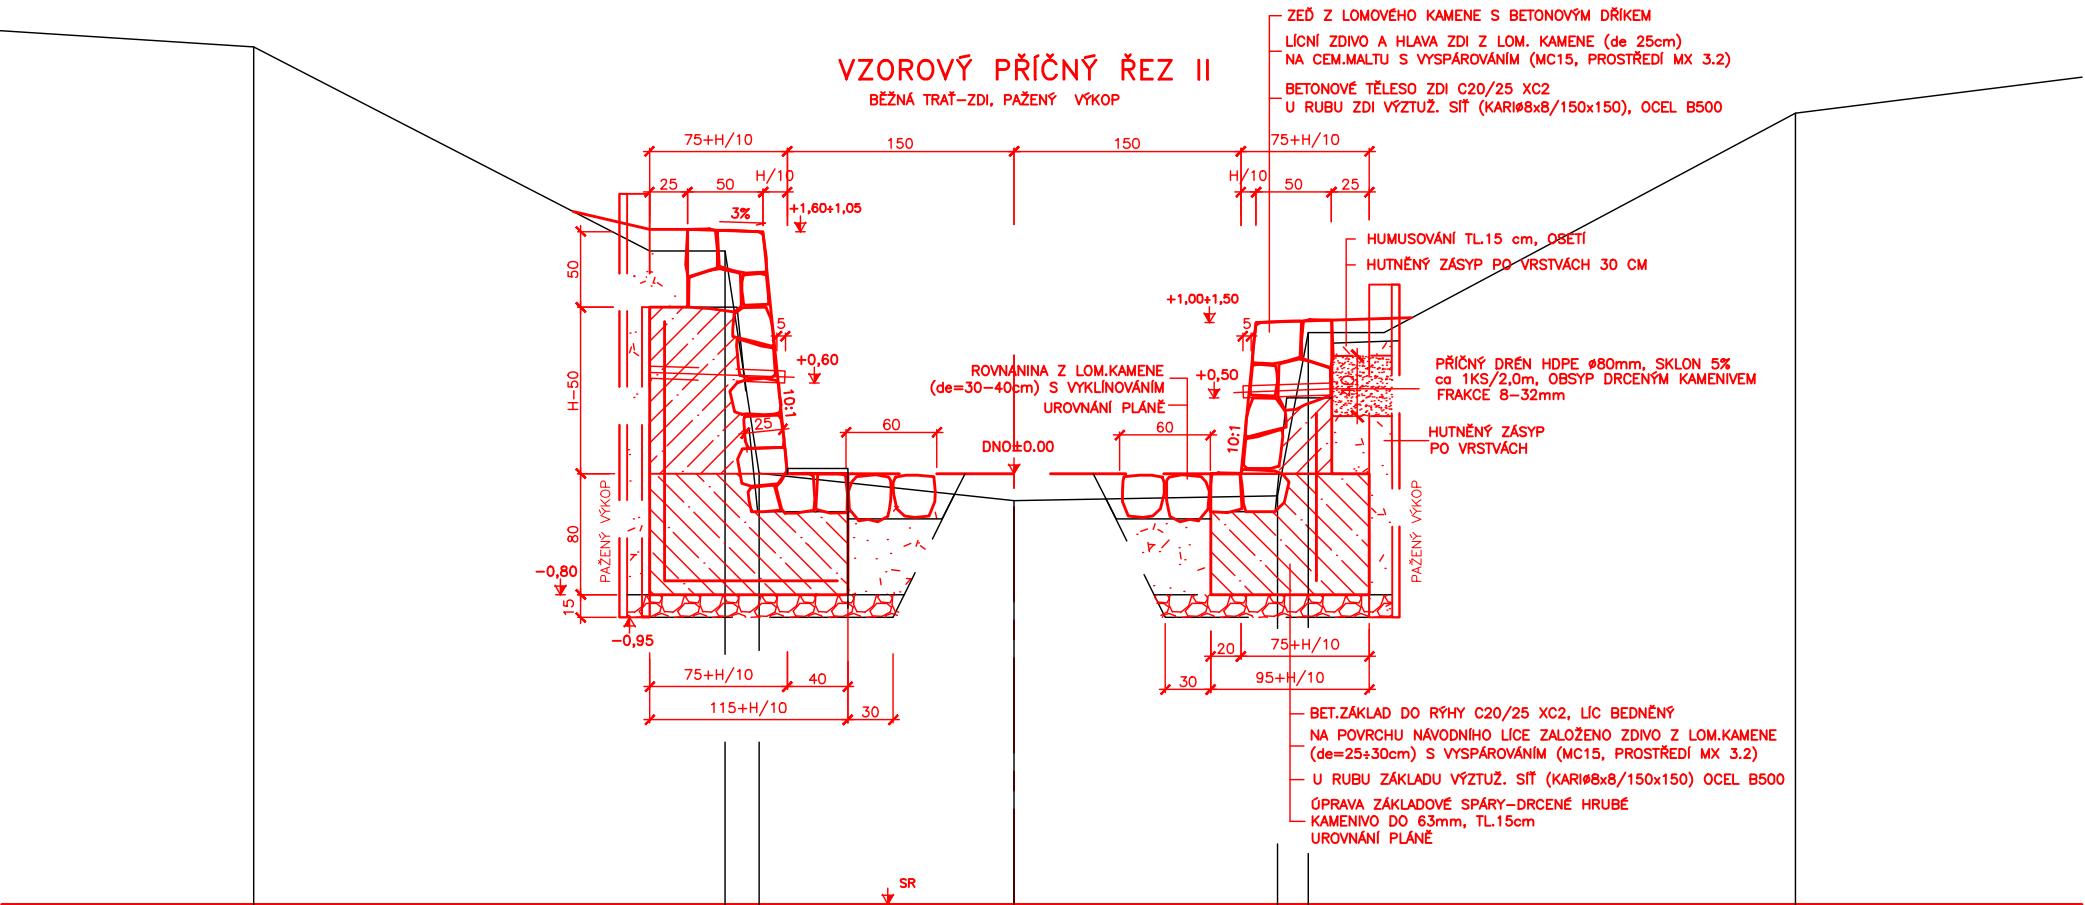 ZEĎ Z LOMOVÉHO KAMENE S BETONOVÝM DŘÍKEM
LÍCNÍ ZDIVO A HLAVA ZDI Z LOM. KAMENE (de 25cm)
NA CEM.MALTU S VYSPÁROVÁNÍM (MC15, PROSTŘEDÍ MX 3.2)
BETONOVÉ TĚLESO ZDI C20/25 XC2
U RUBU ZDI VÝZTUŽ. SÍŤ (KARIø8x8/150x150), OCEL B500
VZOROVÝ PŘÍČNÝ ŘEZ II
BĚŽNÁ TRAŤ-ZDI, PAŽENÝ VÝKOP
75+H/10
150
150
75+H/10
25
50
H/10
H/10
50
25
3%
+1,60÷1,05
50
HUMUSOVÁNÍ TL.15 cm, OSETÍ
HUTNĚNÝ ZÁSYP PO VRSTVÁCH 30 CM
+1,00÷1,50
5
5
+0,60
ROVNANINA Z LOM.KAMENE
(de=30-40cm) S VYKLÍNOVÁNÍM
UROVNÁNÍ PLÁNĚ
+0,50
PŘÍČNÝ DRÉN HDPE ø80mm, SKLON 5%
ca 1KS/2,0m, OBSYP DRCENÝM KAMENIVEM
FRAKCE 8-32mm
H-50
10:1
25
60
60
10:1
DNO±0.00
HUTNĚNÝ ZÁSYP
PO VRSTVÁCH
PAŽENÝ VÝKOP
PAŽENÝ VÝKOP
80
-0,80
15
-0,95
75+H/10
40
115+H/10
30
20
75+H/10
30
95+H/10
BET.ZÁKLAD DO RÝHY C20/25 XC2, LÍC BEDNĚNÝ
NA POVRCHU NÁVODNÍHO LÍCE ZALOŽENO ZDIVO Z LOM.KAMENE
(de=25÷30cm) S VYSPÁROVÁNÍM (MC15, PROSTŘEDÍ MX 3.2)
U RUBU ZÁKLADU VÝZTUŽ. SÍŤ (KARIø8x8/150x150) OCEL B500
ÚPRAVA ZÁKLADOVÉ SPÁRY-DRCENÉ HRUBÉ
KAMENIVO DO 63mm, TL.15cm
UROVNÁNÍ PLÁNĚ
SR